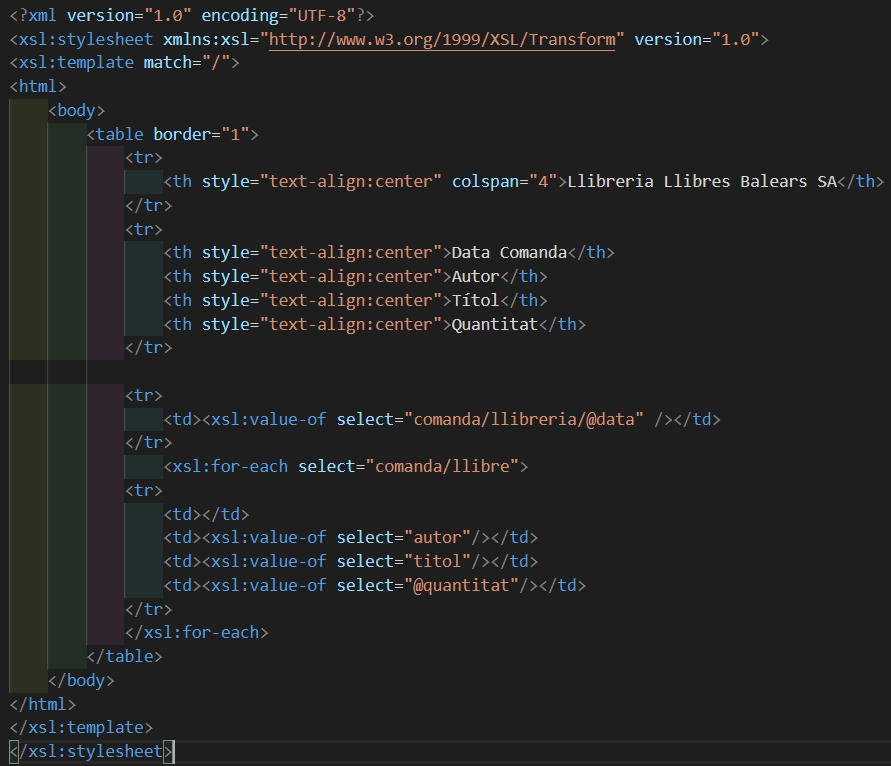 <?xml version="1.0" encoding="UTF-8"?>
<xsl:stylesheet xmlns:xsl="http://www.w3.org/1999/XSL/Transform" version="1.0">
<xsl:template match="/">
<html>
<body>
<table border="1">
<tr>
<th style="text-align:center" colspan="4">Llibreria Llibres Balears SA</th>
</tr>
<tr>
<th style="text-align:center">Data Comanda</th>
<th style="text-align:center">Autor</th>
<th style="text-align:center">Títol</th>
<th style="text-align:center">Quantitat</th>
</tr>
<tr>
<td><xsl:value-of select="comanda/llibreria/@data" /></td>
</tr>
<xsl:for-each select="comanda/llibre">
<tr>
<td></td>
<td><xsl:value-of select="autor"/></td>
<td><xsl:value-of select="titol"/></td>
<td><xsl:value-of select="@quantitat"/></td>
</tr>
</xsl:for-each>
</table>
</body>
</html>
</xsl:template>
</xsl:stylesheet>